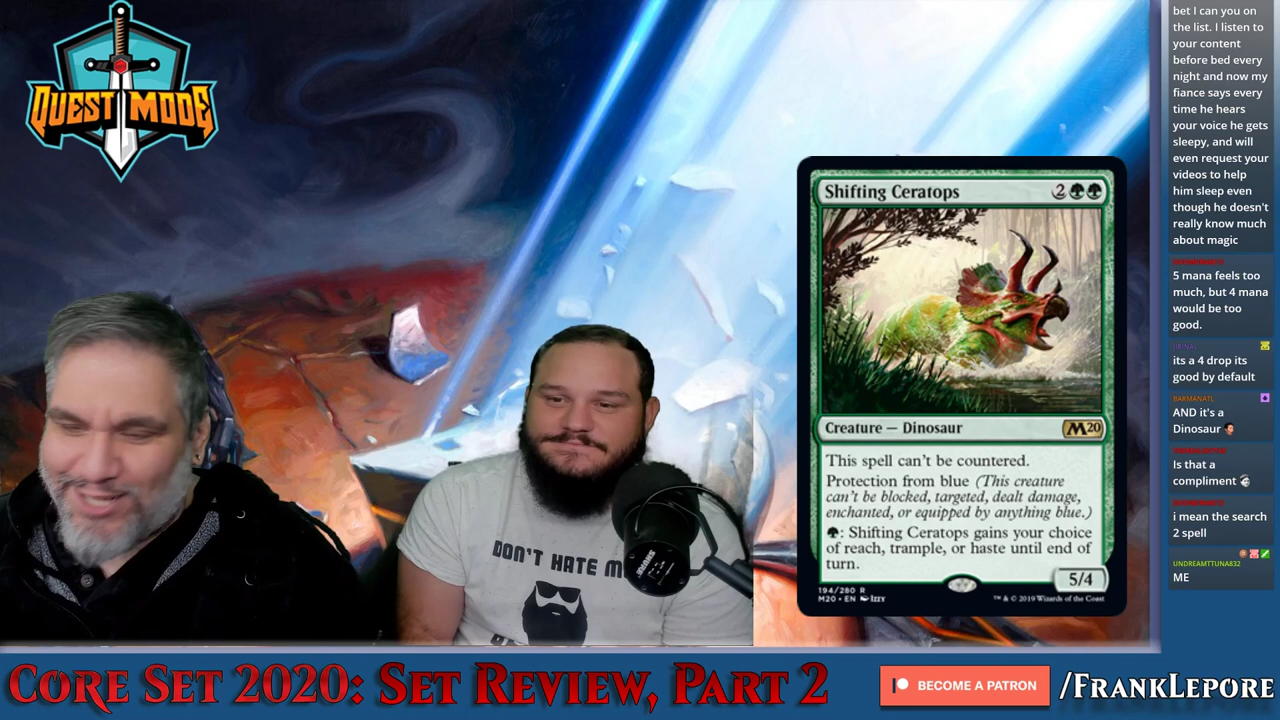 QUEST MODE
DON'T HATE M
Shifting Ceratops 2
Creature — Dinosaur M20
This spell can't be countered.
Protection from blue (This creature
can't be blocked, targeted, dealt damage,
enchanted, or equipped by anything blue.)
: Shifting Ceratops gains your choice
of reach, trample, or haste until end of
turn.
5/4
194/280 R
M20 • EN Izzy
™ & © 2019 Wizards of the Coast
bet I can you on
the list. I listen to
your content
before bed every
night and now my
fiance says every
time he hears
your voice he gets
sleepy, and will
even request your
videos to help
him sleep even
though he doesn't
really know much
about magic
5 mana feels too
much, but 4 mana
would be too
good.
its a 4 drop its
good by default
BARMANATL
AND it's a
Dinosaur
Is that a
compliment
i mean the search
2 spell
UNDREAMTTUNA832
ME
Core Set 2020: Set Review, Part 2
BECOME A PATRON
/FrankLepore